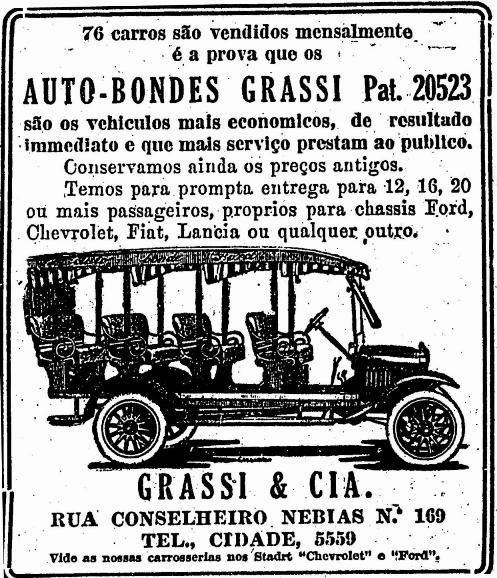 76 carros são vendidos mensalmente
é a prova que os
AUTO-BONDES GRASSI Pat. 20523
são os vehiculos mais economicos, de resultado
immediato e que mais serviço prestam ao publico.
Conservamos ainda os preços antigos.
Temos para prompta entrega para 12, 16, 20
ou mais passageiros, proprios para chassis Ford,
Chevrolet, Fiat, Lancia ou qualquer outro.
GRASSI & CIA.
RUA CONSELHEIRO NEBIAS N.º 169
TEL., CIDADE, 5559
Vide as nossas carrosserias nos Stadrt "Chevrolet" e "Ford".